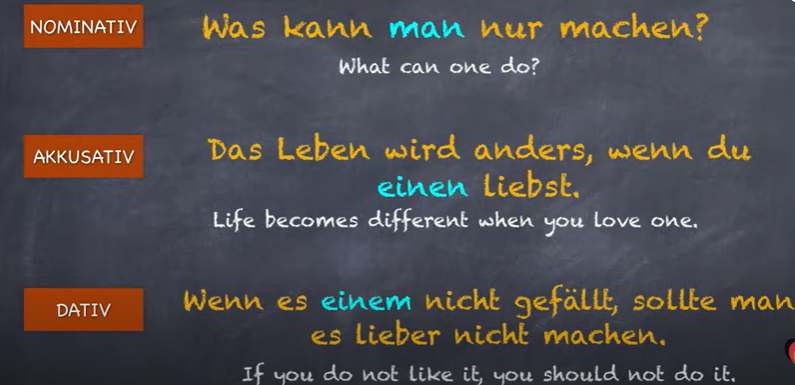 NOMINATIV
Was kann man nur machen?
What can one do?
AKKUSATIV
Das Leben wird anders, wenn du
einen liebst.
Life becomes different when you love one.
DATIV
Wenn es einem nicht gefällt, sollte man
es lieber nicht machen.
If you do not like it, you should not do it.